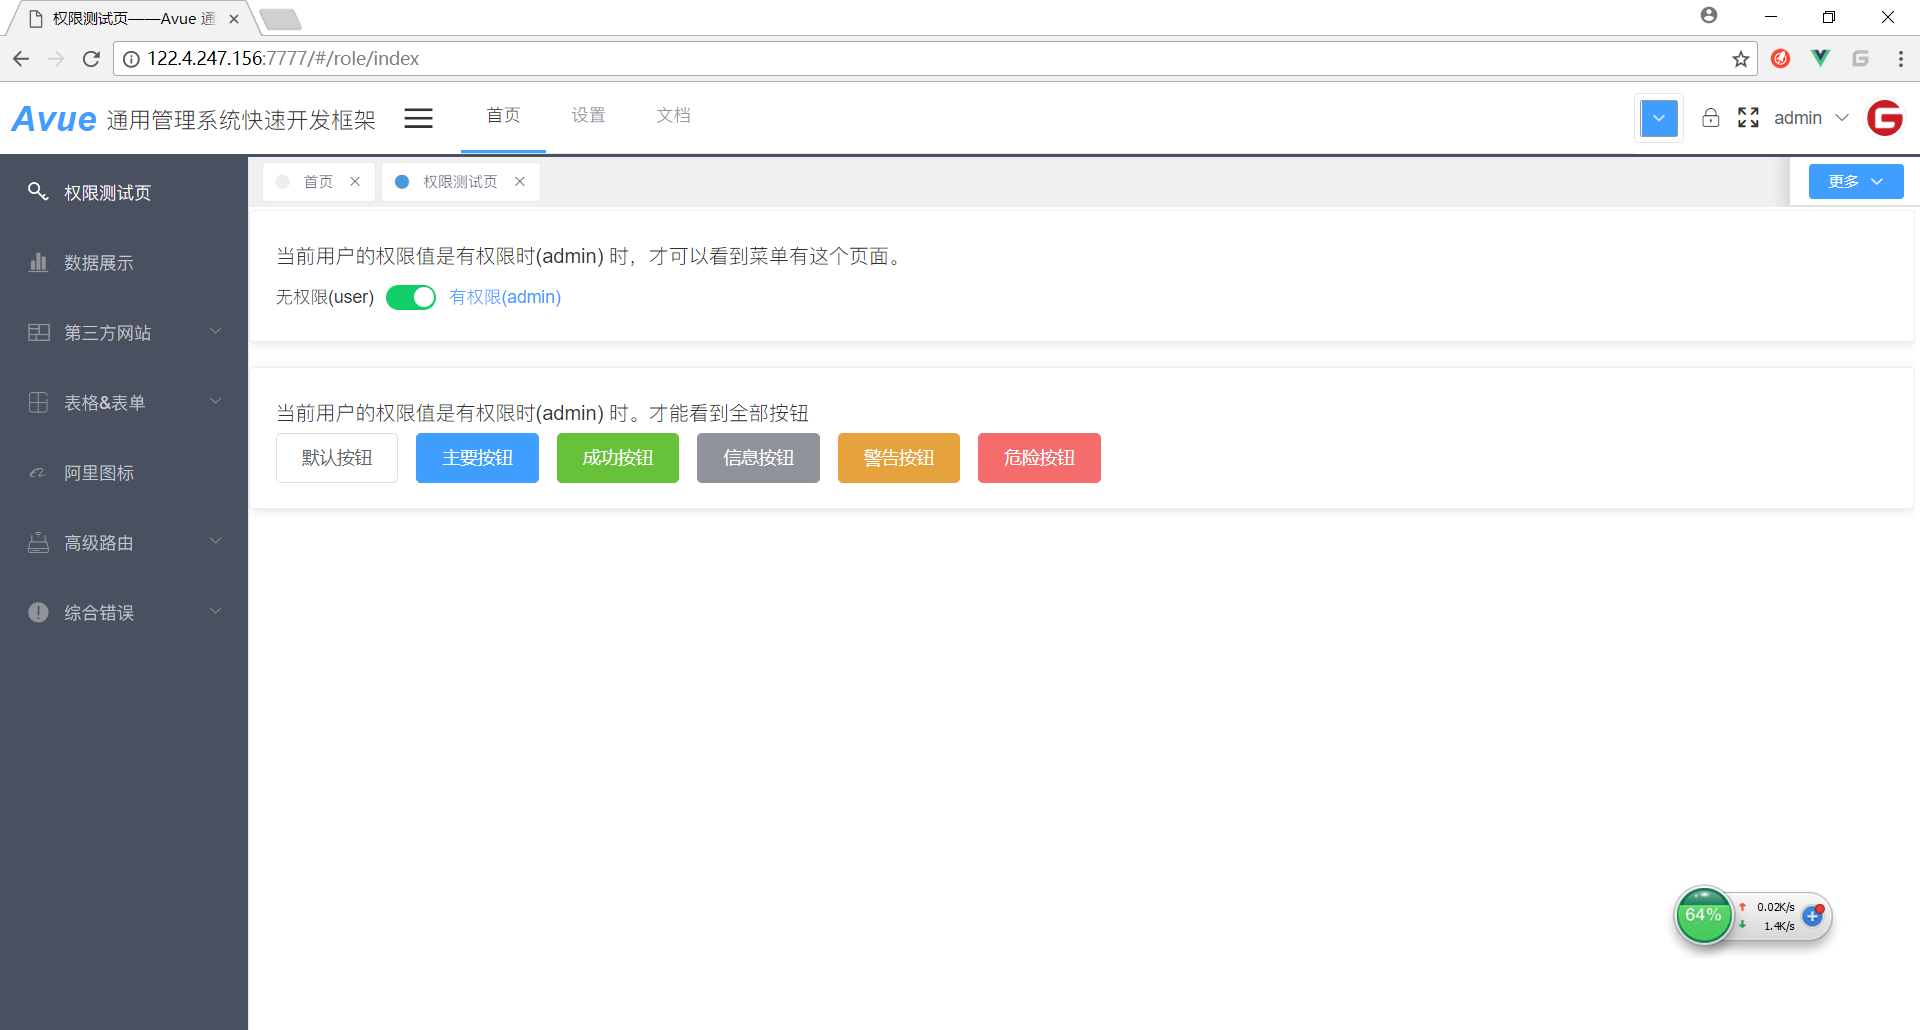 权限测试页——Avue 通
122.4.247.156:7777/#/role/index
Avue 通用管理系统快速开发框架
首页
设置
文档
admin
权限测试页
数据展示
第三方网站
表格&表单
阿里图标
高级路由
综合错误
首页
权限测试页
更多
当前用户的权限值是有权限时(admin) 时，才可以看到菜单有这个页面。
无权限(user) 有权限(admin)
当前用户的权限值是有权限时(admin) 时。才能看到全部按钮
默认按钮 主要按钮 成功按钮 信息按钮 警告按钮 危险按钮
64%
0.02K/s
1.4K/s